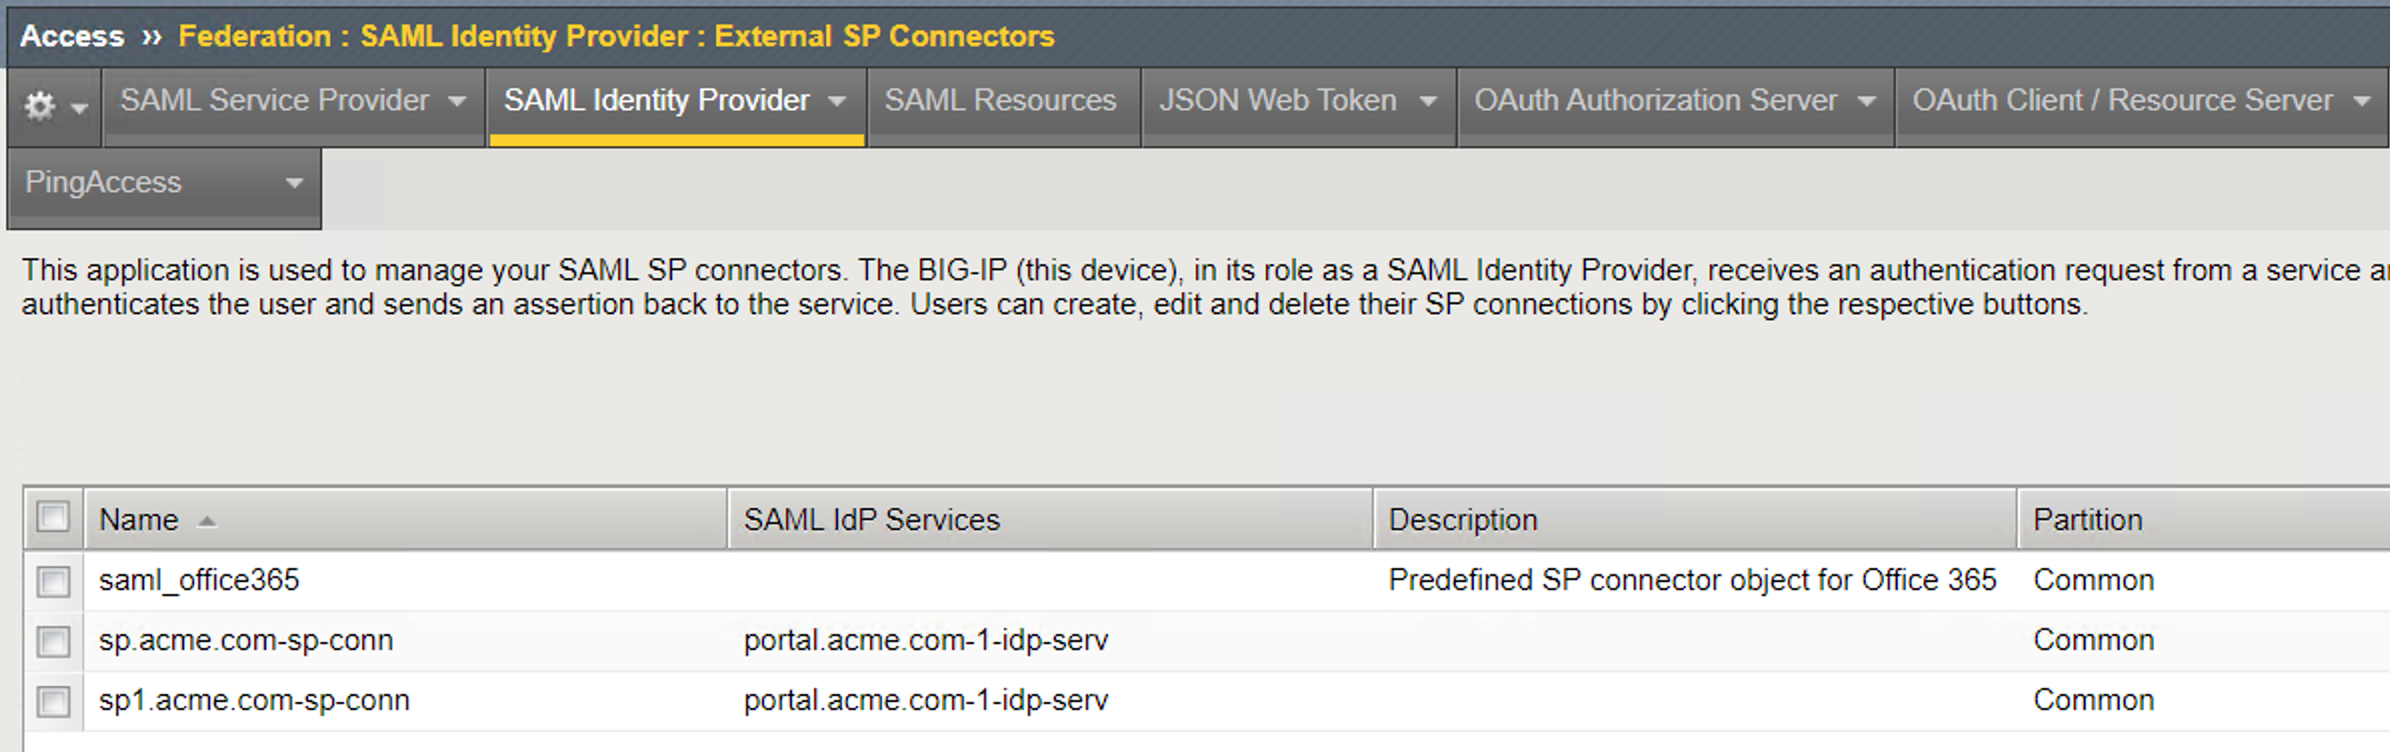 Access ›› Federation : SAML Identity Provider : External SP Connectors
SAML Service Provider SAML Identity Provider SAML Resources JSON Web Token OAuth Authorization Server OAuth Client / Resource Server
PingAccess
This application is used to manage your SAML SP connectors. The BIG-IP (this device), in its role as a SAML Identity Provider, receives an authentication request from a service
authenticates the user and sends an assertion back to the service. Users can create, edit and delete their SP connections by clicking the respective buttons.
Name SAML IdP Services Description Partition
saml_office365 Predefined SP connector object for Office 365 Common
sp.acme.com-sp-conn portal.acme.com-1-idp-serv Common
sp1.acme.com-sp-conn portal.acme.com-1-idp-serv Common